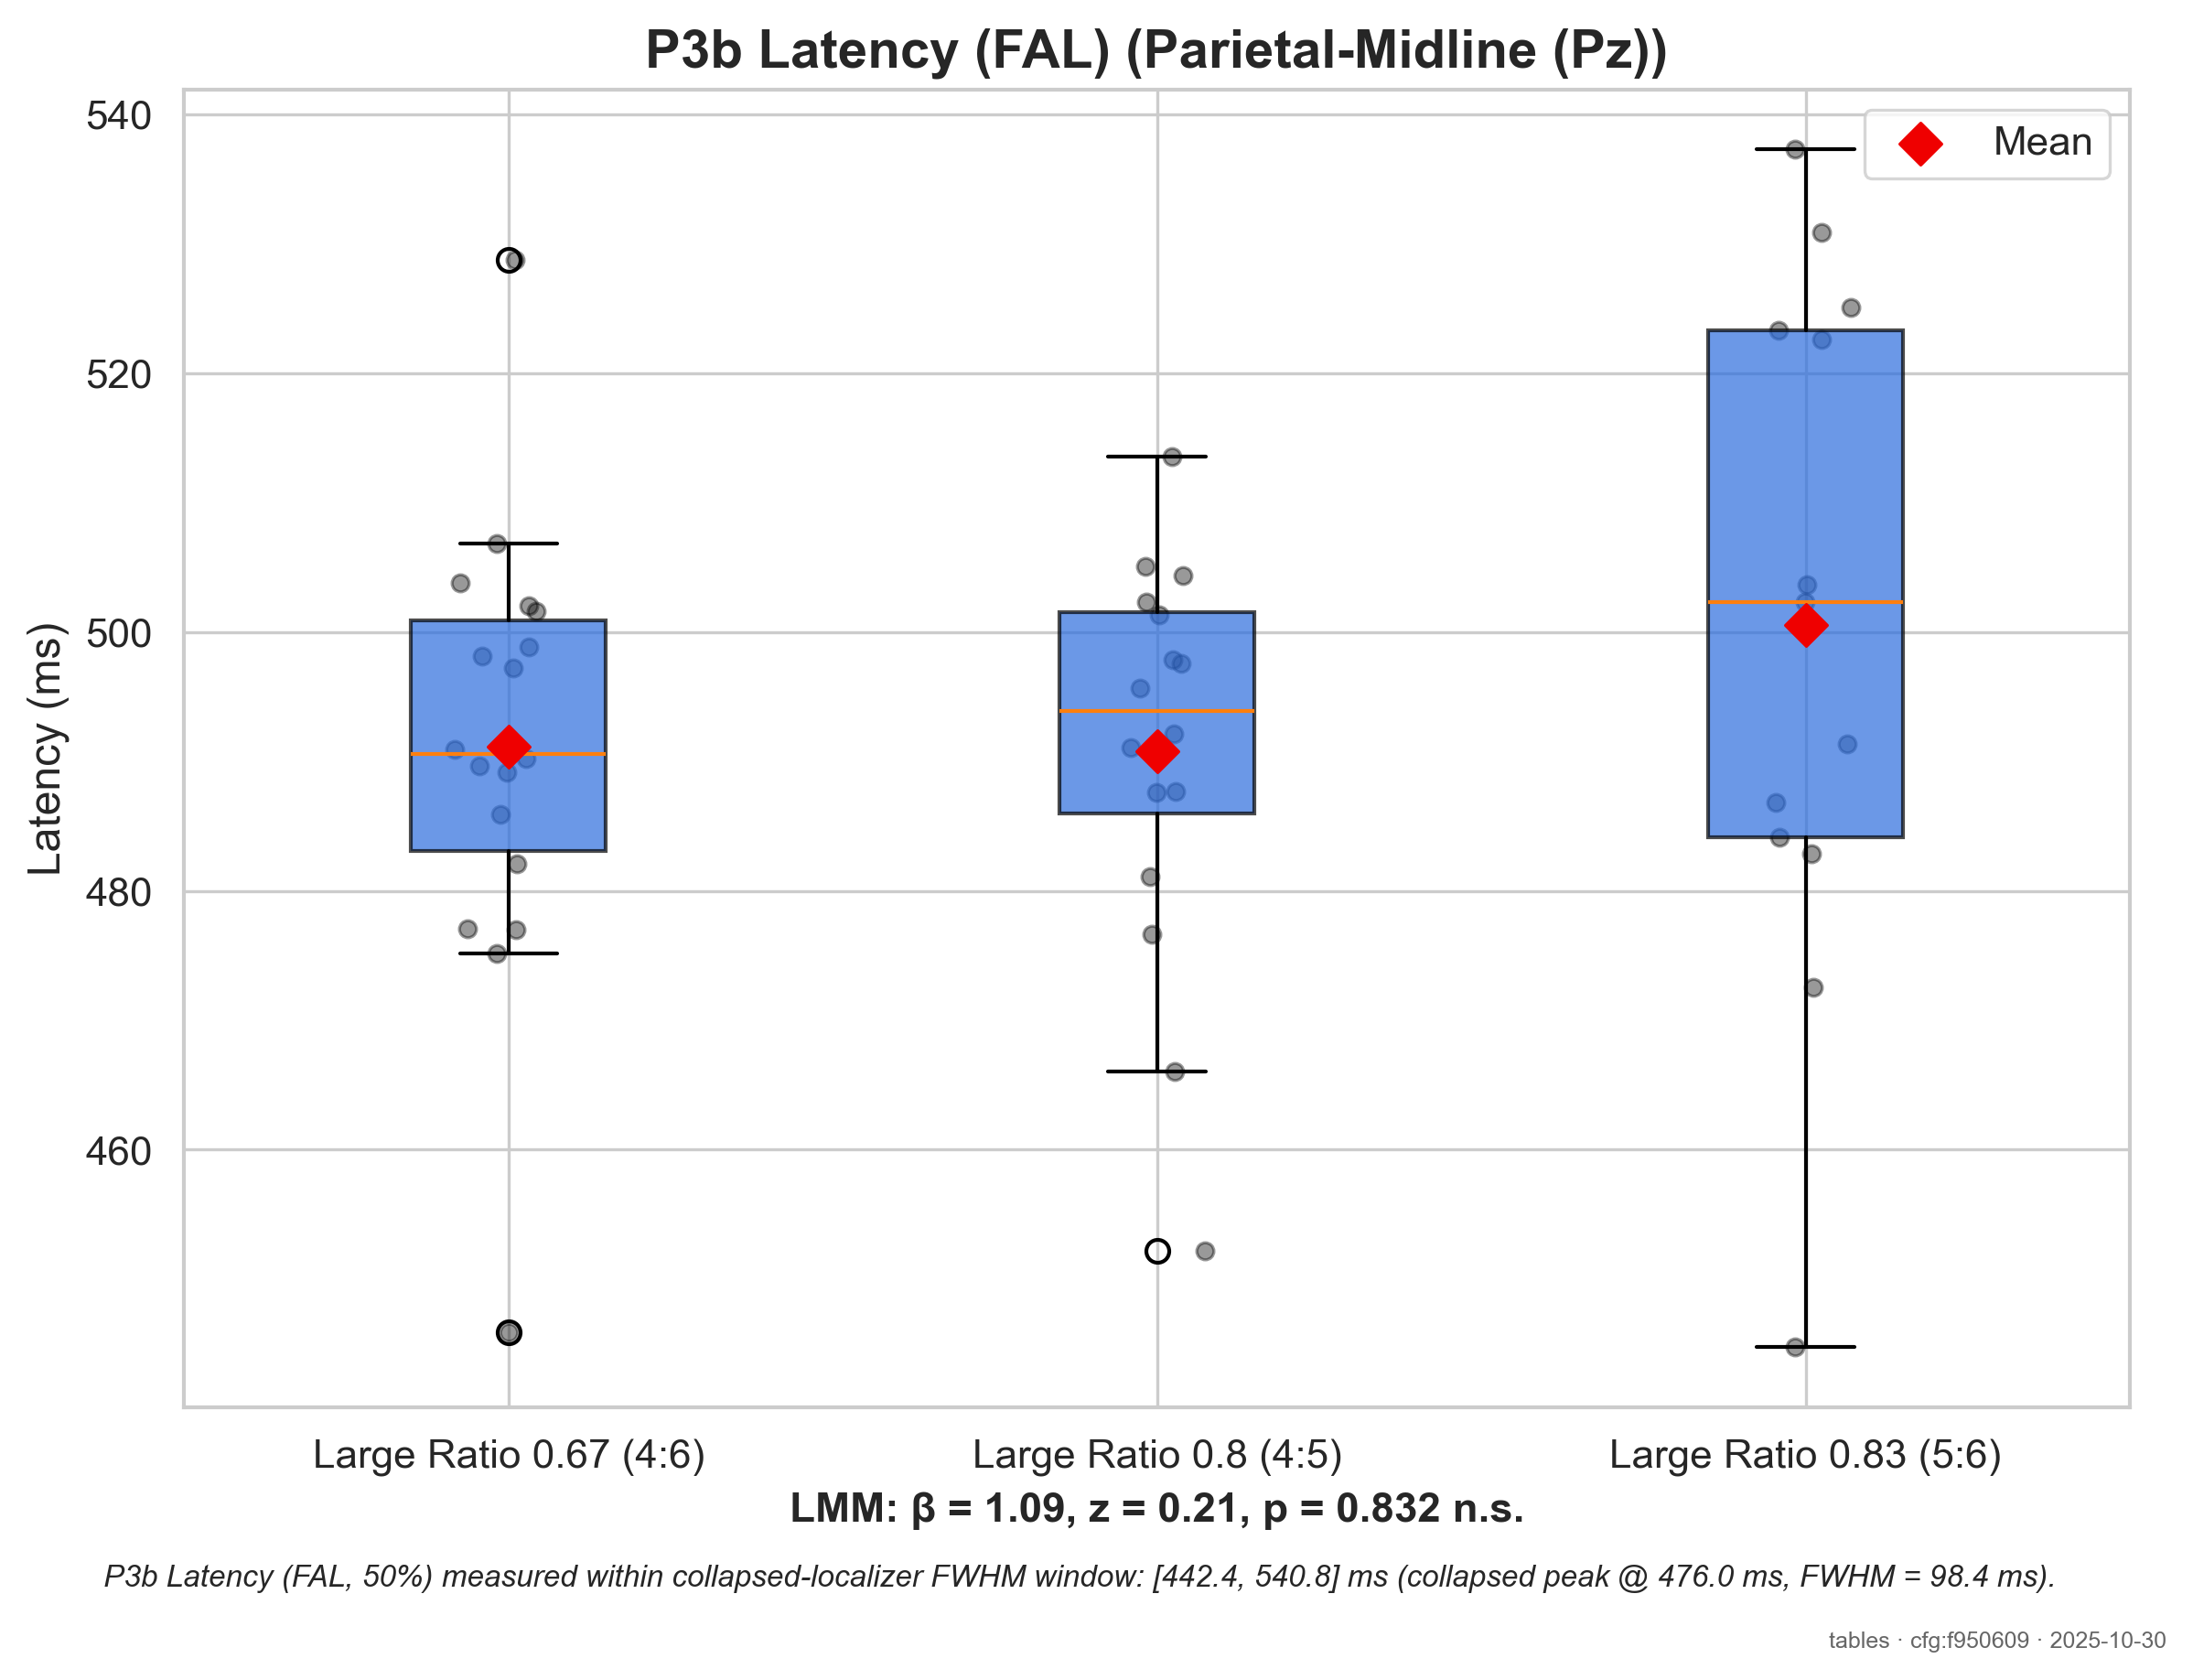 P3b Latency (FAL) (Parietal-Midline (Pz))
Mean
Latency (ms)
540
520
500
480
460
Large Ratio 0.67 (4:6)
Large Ratio 0.8 (4:5)
Large Ratio 0.83 (5:6)
LMM: β = 1.09, z = 0.21, p = 0.832 n.s.
P3b Latency (FAL, 50%) measured within collapsed-localizer FWHM window: [442.4, 540.8] ms (collapsed peak @ 476.0 ms, FWHM = 98.4 ms).
tables · cfg:f950609 · 2025-10-30